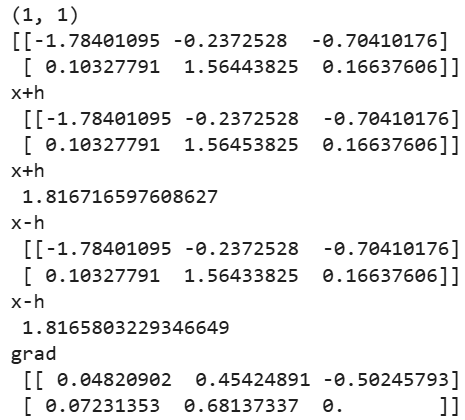 (1, 1)
[[-1.78401095 -0.2372528  -0.70410176]
 [ 0.10327791  1.56443825  0.16637606]]
x+h
 [[-1.78401095 -0.2372528  -0.70410176]
 [ 0.10327791  1.56453825  0.16637606]]
x+h
 1.816716597608627
x-h
 [[-1.78401095 -0.2372528  -0.70410176]
 [ 0.10327791  1.56433825  0.16637606]]
x-h
 1.8165803229346649
grad
 [[ 0.04820902  0.45424891 -0.50245793]
 [ 0.07231353  0.68137337  0.        ]]